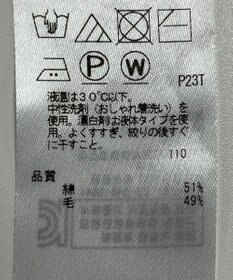 P W
P23T
液温は30℃以下。
中性洗剤（おしゃれ着洗い）を
使用。漂白剤は液体タイプを使
用。よくすすぎ、絞りの後すぐ
に干すこと。
110
品質
綿 51%
毛 49%